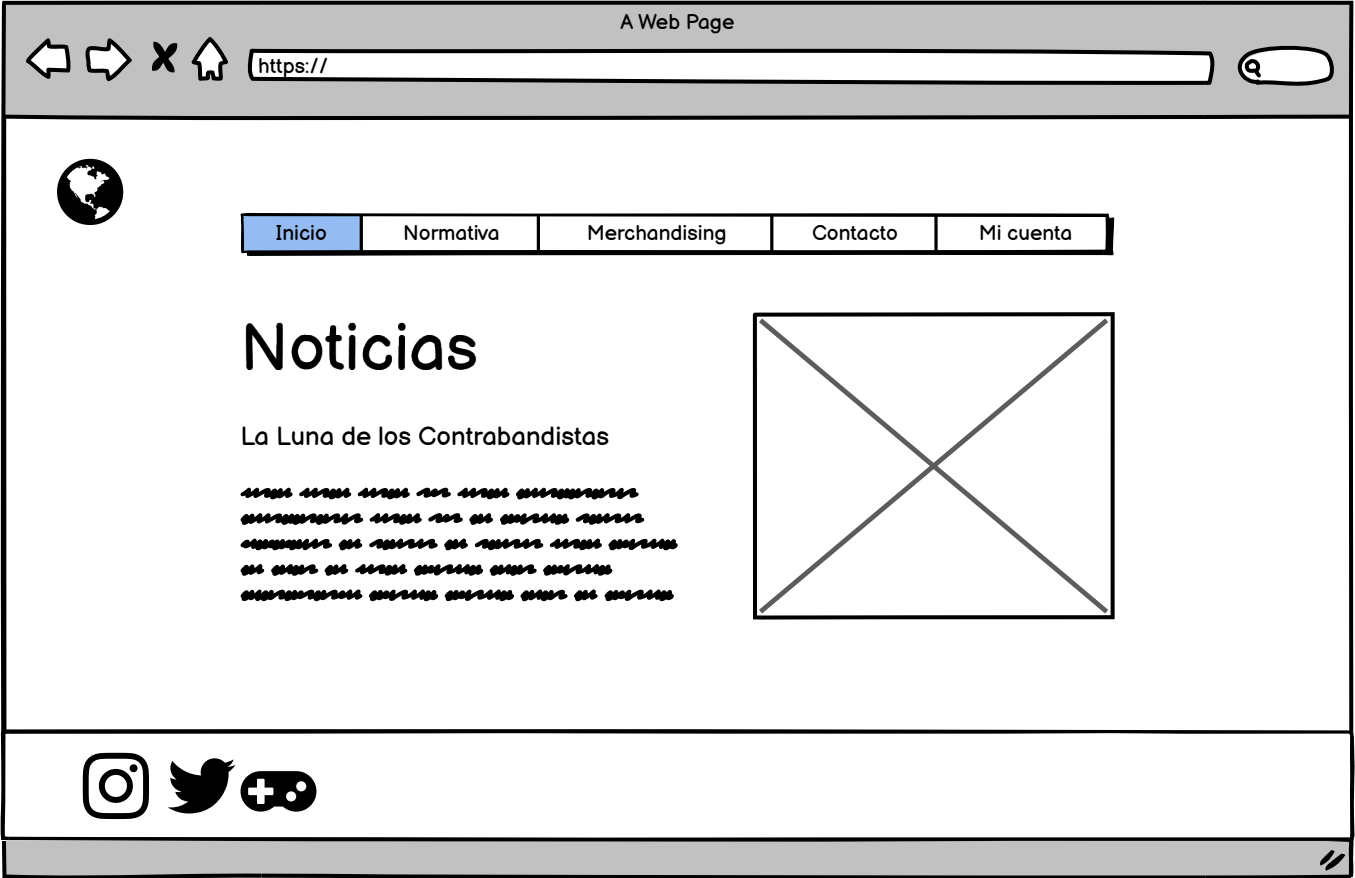 A Web Page
https://
Inicio Normativa Merchandising Contacto Mi cuenta
Noticias
La Luna de los Contrabandistas